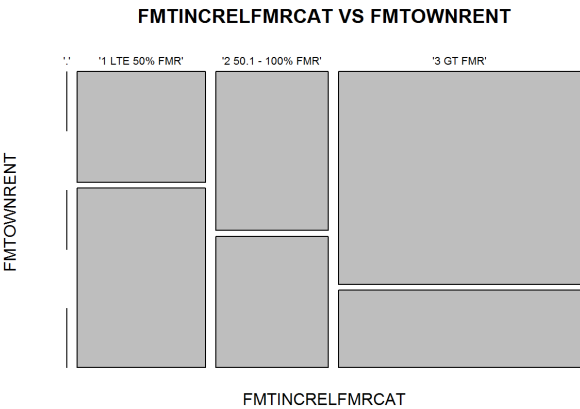 FMTINCRELFMRCAT VS FMTOWNRENT
'.' '1 LTE 50% FMR' '2 50.1 - 100% FMR' '3 GT FMR'
FMTOWNRENT
FMTINCRELFMRCAT